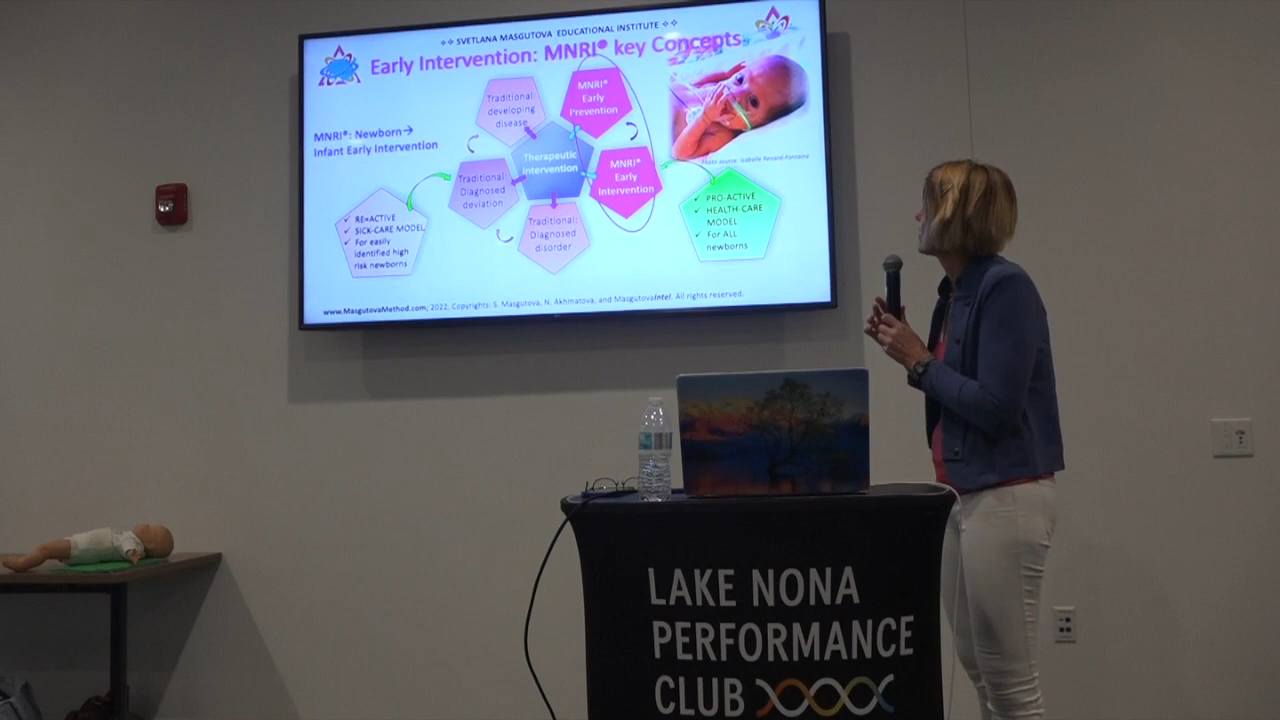 ✧✧ SVETLANA MASGUTOVA EDUCATIONAL INSTITUTE ✧✧
Early Intervention: MNRI® key Concepts
MNRI®: Newborn→
Infant Early Intervention
Traditional:
developing
disease
MNRI®
Early
Prevention
Therapeutic
Intervention
Traditional:
Diagnosed
deviation
MNRI®
Early
Intervention
Traditional:
Diagnosed
disorder
✓ RE=ACTIVE
✓ SICK-CARE MODEL
✓ For easily
identified high
risk newborns
Photo source: Isabelle Renard-Fontaine
✓ PRO-ACTIVE
✓ HEALTH-CARE
MODEL
✓ For ALL
newborns
www.MasgutovaMethod.com; 2022, Copyrights: S. Masgutova, N. Akhmatova, and MasgutovaIntel. All rights reserved.
LAKE NONA
PERFORMANCE
CLUB